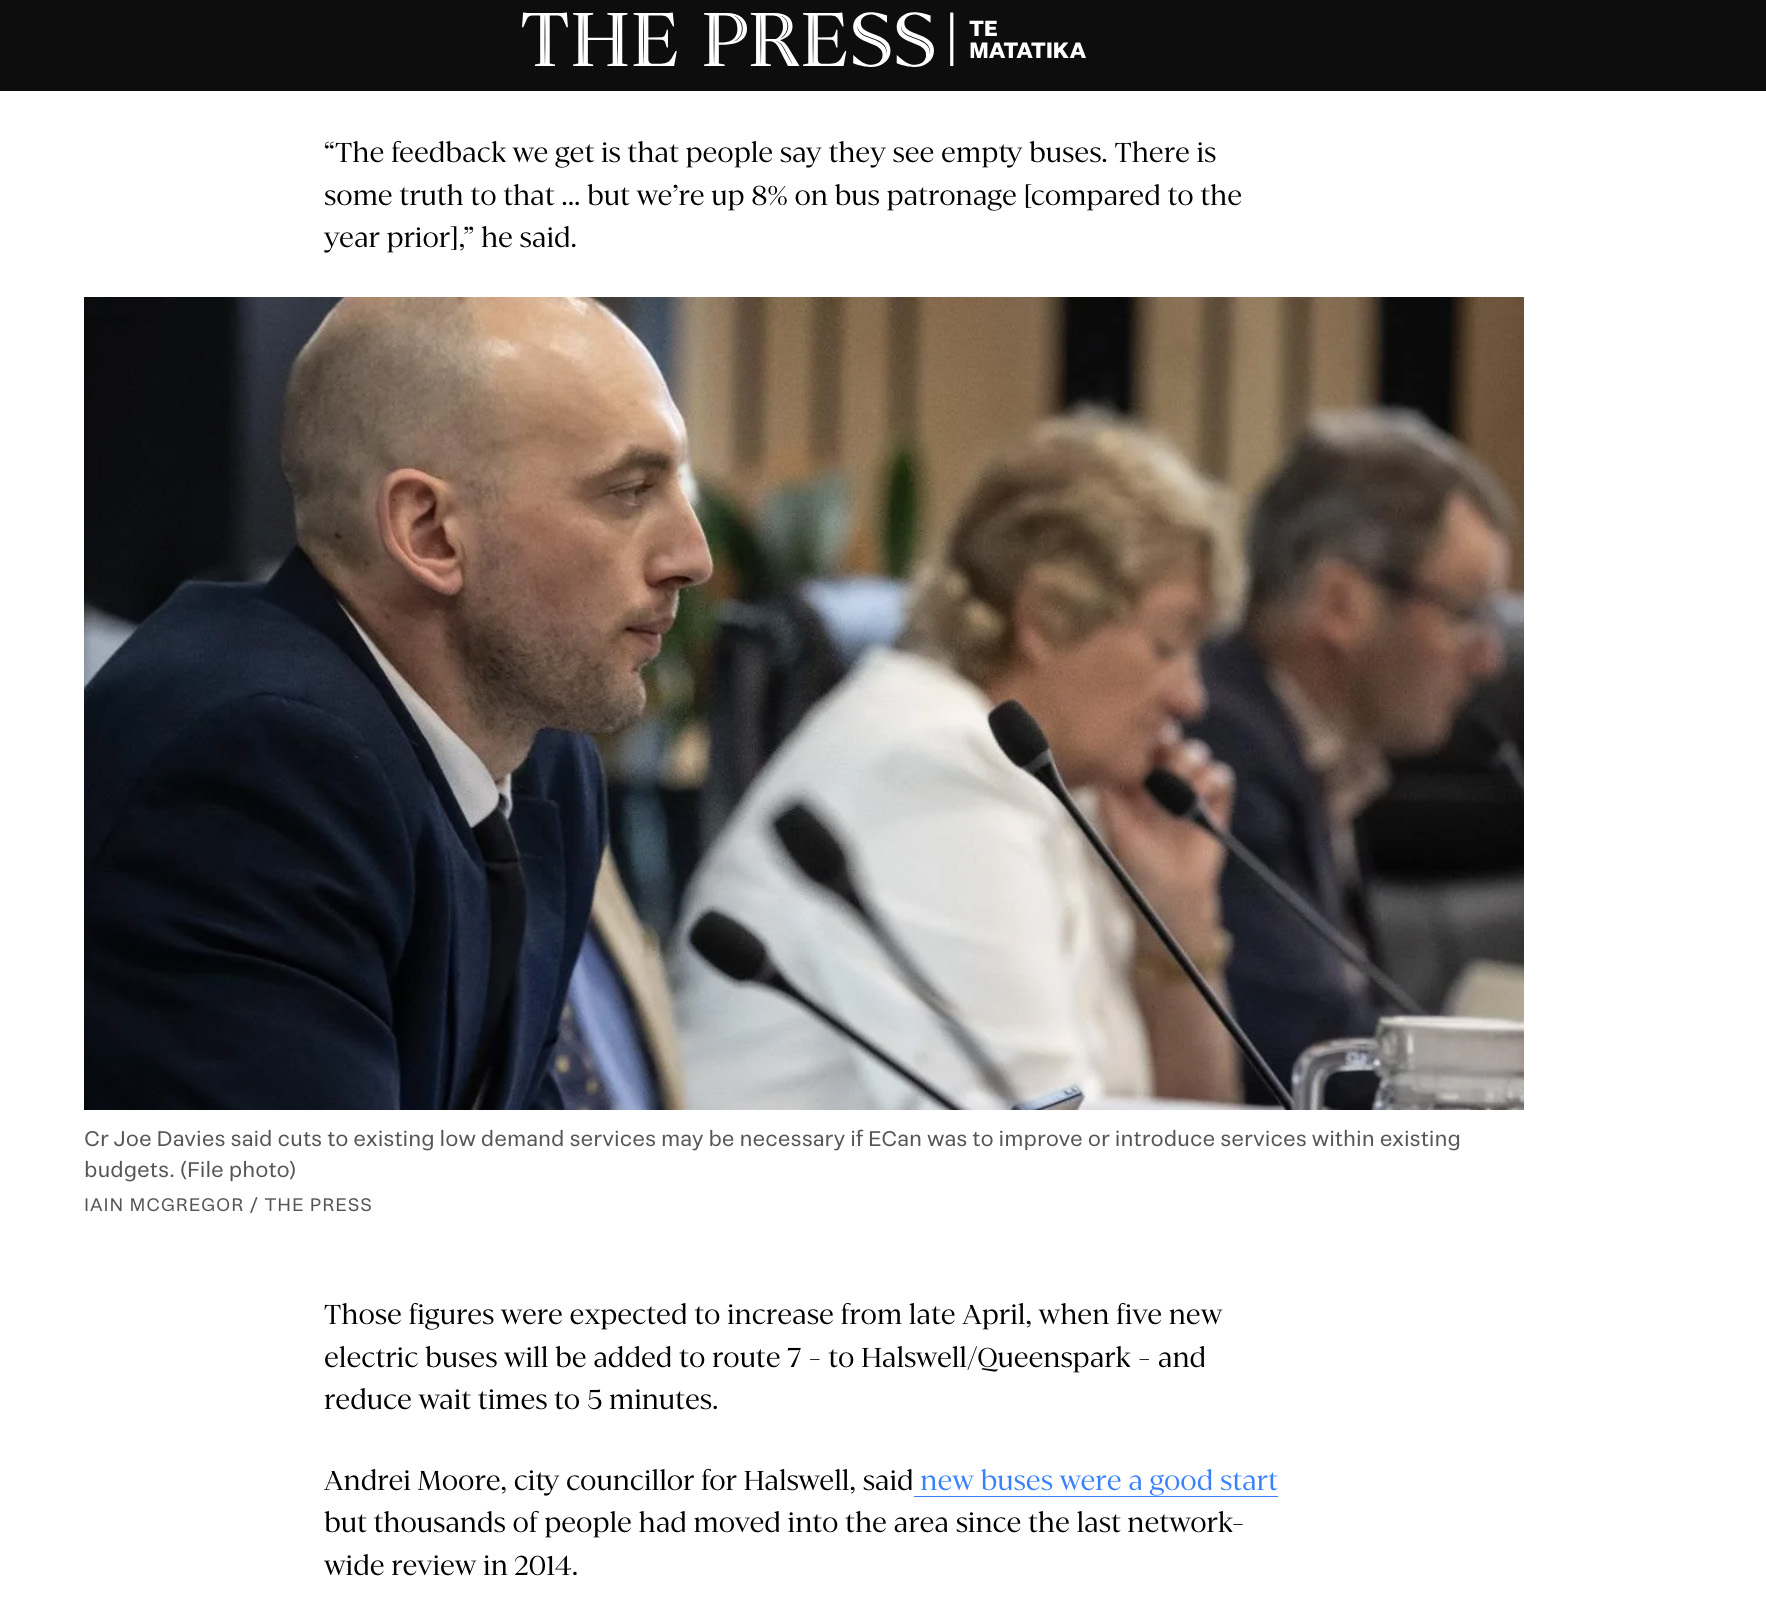 THE PRESS
TE
MATATIKA
“The feedback we get is that people say they see empty buses. There is
some truth to that ... but we’re up 8% on bus patronage [compared to the
year prior],” he said.
Cr Joe Davies said cuts to existing low demand services may be necessary if ECan was to improve or introduce services within existing
budgets. (File photo)
IAIN MCGREGOR / THE PRESS
Those figures were expected to increase from late April, when five new
electric buses will be added to route 7 – to Halswell/Queenspark – and
reduce wait times to 5 minutes.
Andrei Moore, city councillor for Halswell, said new buses were a good start
but thousands of people had moved into the area since the last network-
wide review in 2014.